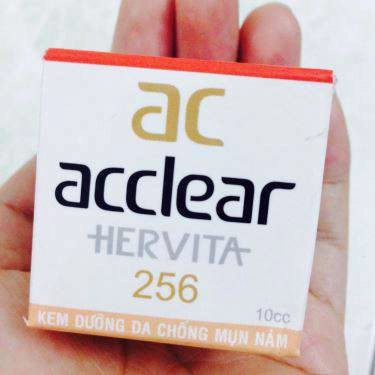 ac
acclear
HERVITA
256
10cc
KEM DƯỠNG DA CHỐNG MỤN NÁM